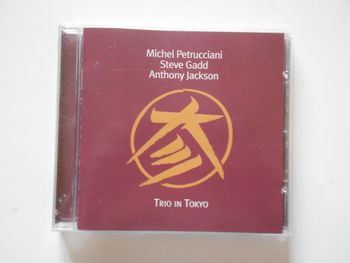 Michel Petrucciani
Steve Gadd
Anthony Jackson
Trio in Tokyo